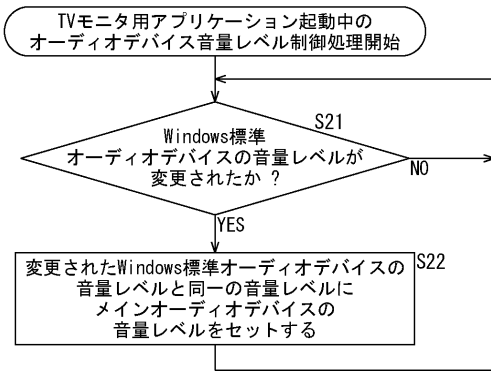 TVモニタ用アプリケーション起動中の
オーディオデバイス音量レベル制御処理開始
S21
Windows標準
オーディオデバイスの音量レベルが
変更されたか ?
NO
YES
S22
変更されたWindows標準オーディオデバイスの
音量レベルと同一の音量レベルに
メインオーディオデバイスの
音量レベルをセットする